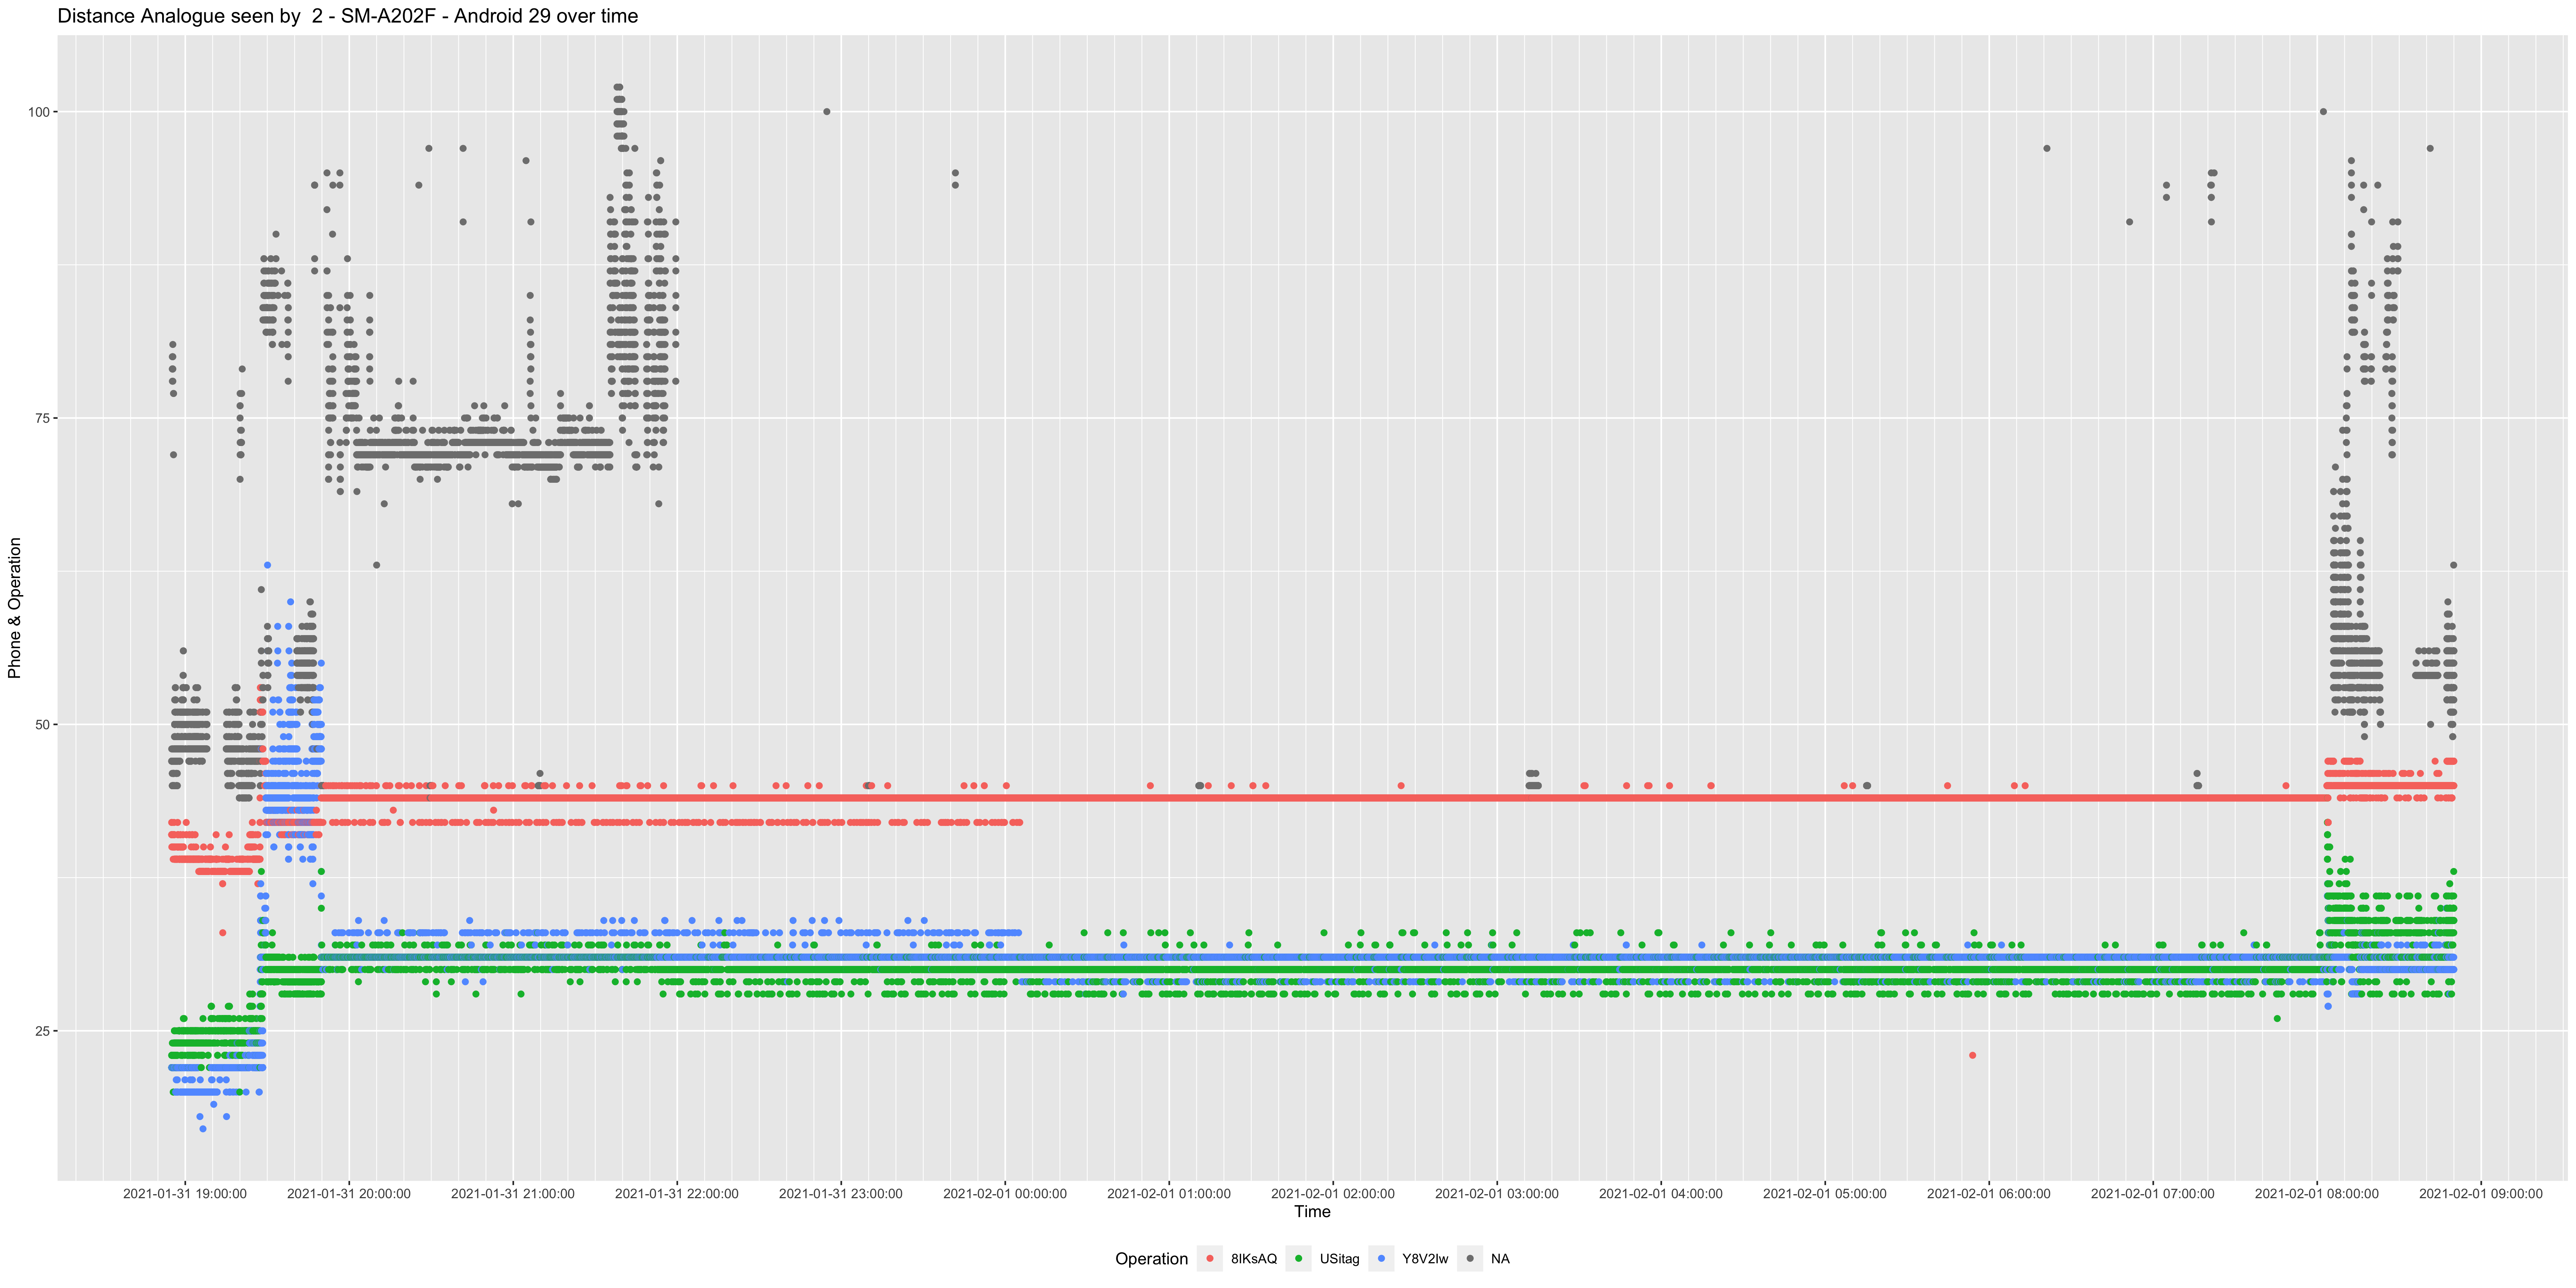 Distance Analogue seen by  2 - SM-A202F - Android 29 over time
Phone & Operation
100
75
50
25
2021-01-31 19:00:00 2021-01-31 20:00:00 2021-01-31 21:00:00 2021-01-31 22:00:00 2021-01-31 23:00:00 2021-02-01 00:00:00 2021-02-01 01:00:00 2021-02-01 02:00:00 2021-02-01 03:00:00 2021-02-01 04:00:00 2021-02-01 05:00:00 2021-02-01 06:00:00 2021-02-01 07:00:00 2021-02-01 08:00:00 2021-02-01 09:00:00
Time
Operation 8IKsAQ USitag Y8V2Iw NA